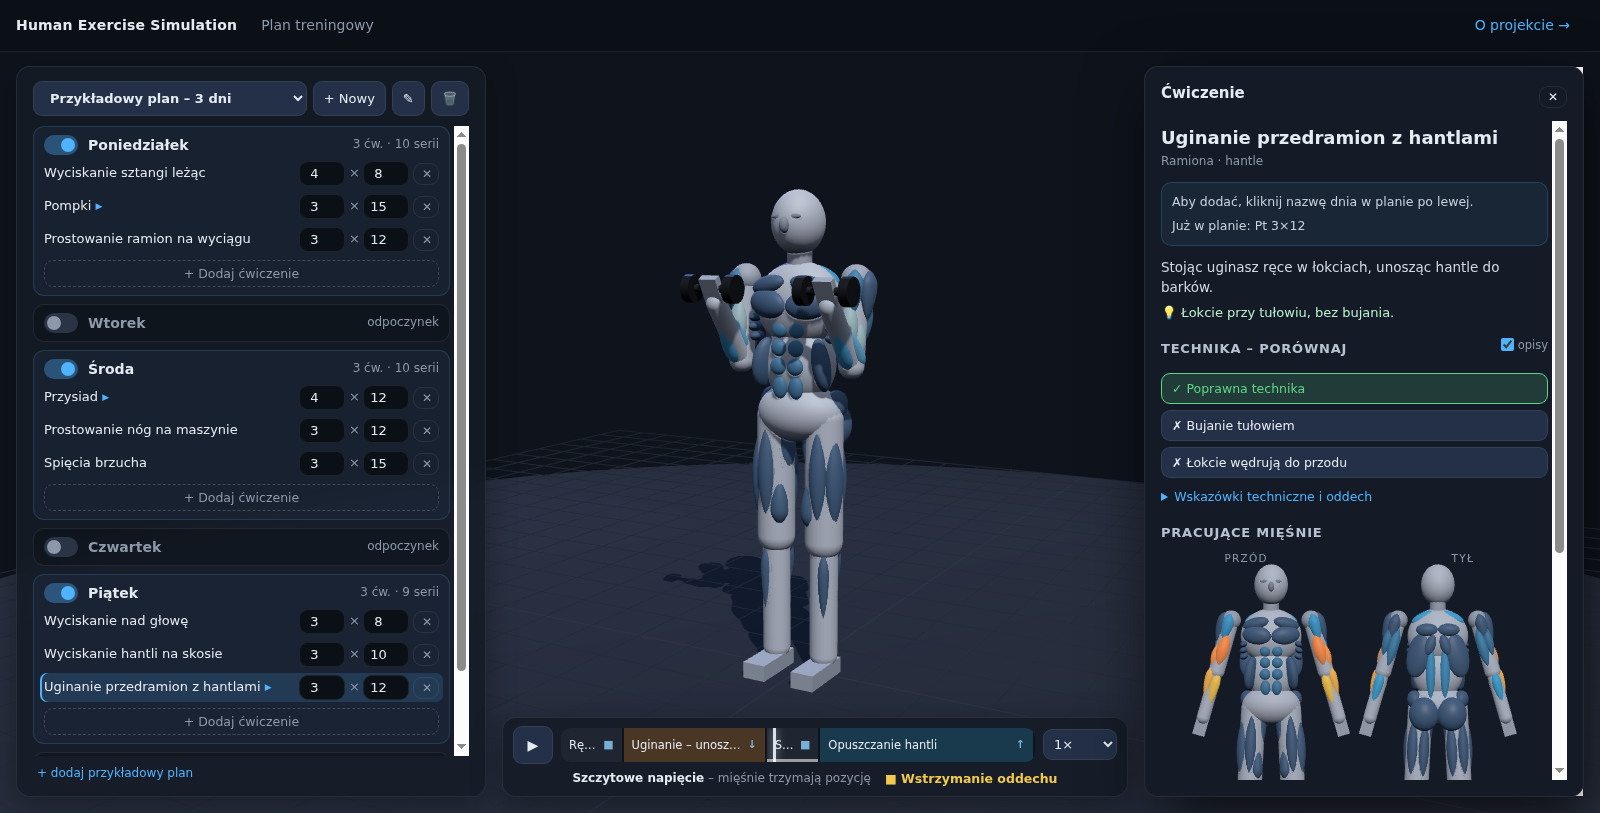 Human Exercise Simulation Plan treningowy O projekcie →
Przykładowy plan – 3 dni + Nowy ✎
Poniedziałek 3 ćw. · 10 serii
Wyciskanie sztangi leżąc 4 × 8 ✕
Pompki ▸ 3 × 15 ✕
Prostowanie ramion na wyciągu 3 × 12 ✕
+ Dodaj ćwiczenie
Wtorek odpoczynek
Środa 3 ćw. · 10 serii
Przysiad ▸ 4 × 12 ✕
Prostowanie nóg na maszynie 3 × 12 ✕
Spięcia brzucha 3 × 15 ✕
+ Dodaj ćwiczenie
Czwartek odpoczynek
Piątek 3 ćw. · 9 serii
Wyciskanie nad głowę 3 × 8 ✕
Wyciskanie hantli na skosie 3 × 10 ✕
Uginanie przedramion z hantlami ▸ 3 × 12 ✕
+ Dodaj ćwiczenie
+ dodaj przykładowy plan
▶ Rę... ■ Uginanie – unosz... ↓ S... ■ Opuszczanie hantli ↑ 1×
Szczytowe napięcie – mięśnie trzymają pozycję ■ Wstrzymanie oddechu
Ćwiczenie ✕
Uginanie przedramion z hantlami
Ramiona · hantle
Aby dodać, kliknij nazwę dnia w planie po lewej.
Już w planie: Pt 3×12
Stojąc uginasz ręce w łokciach, unosząc hantle do
barków.
💡 Łokcie przy tułowiu, bez bujania.
TECHNIKA – PORÓWNAJ opisy
✓ Poprawna technika
✗ Bujanie tułowiem
✗ Łokcie wędrują do przodu
▶ Wskazówki techniczne i oddech
PRACUJĄCE MIĘŚNIE
PRZÓD TYŁ